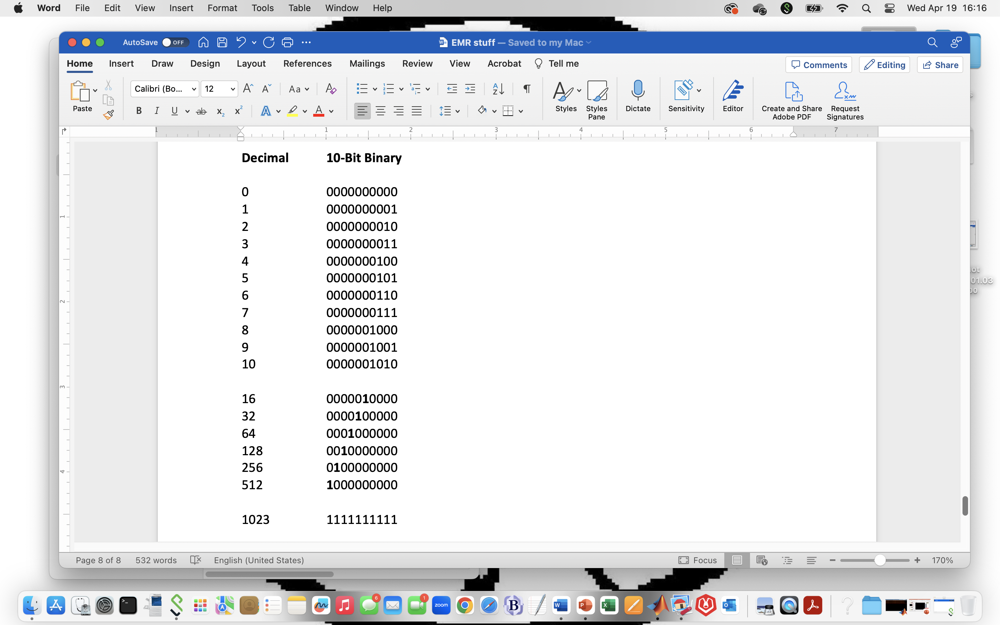 Word File Edit View Insert Format Tools Table Window Help Wed Apr 19 16:16
AutoSave OFF EMR stuff — Saved to my Mac
Home Insert Draw Design Layout References Mailings Review View Acrobat Tell me Comments Editing Share
Paste Calibri (Bo... 12 Aa Styles Styles Pane Dictate Sensitivity Editor Create and Share Adobe PDF Request Signatures
1 1 2 3 4 5 6 7
Decimal 10-Bit Binary
0 0000000000
1 0000000001
2 0000000010
3 0000000011
4 0000000100
5 0000000101
6 0000000110
7 0000000111
8 0000001000
9 0000001001
10 0000001010
16 0000010000
32 0000100000
64 0001000000
128 0010000000
256 0100000000
512 1000000000
1023 1111111111
Page 8 of 8 532 words English (United States) Focus 170%
zoom